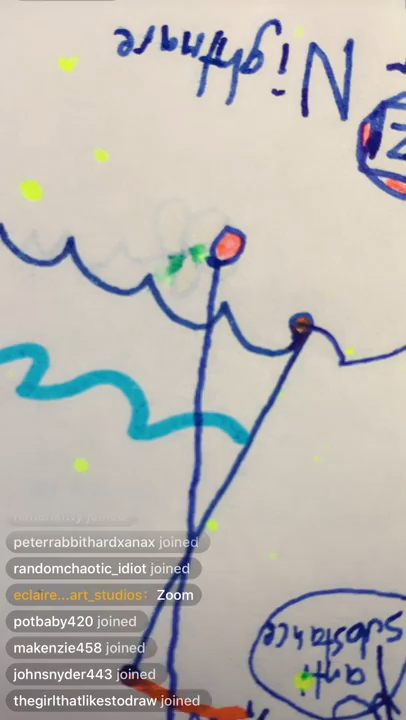 Nightmare
peterrabbithardxanax joined
randomchaotic_idiot joined
eclaire...art_studios: Zoom
potbaby420 joined
makenzie458 joined
johnsnyder443 joined
thegirlthatlikestodraw joined
anti
substance